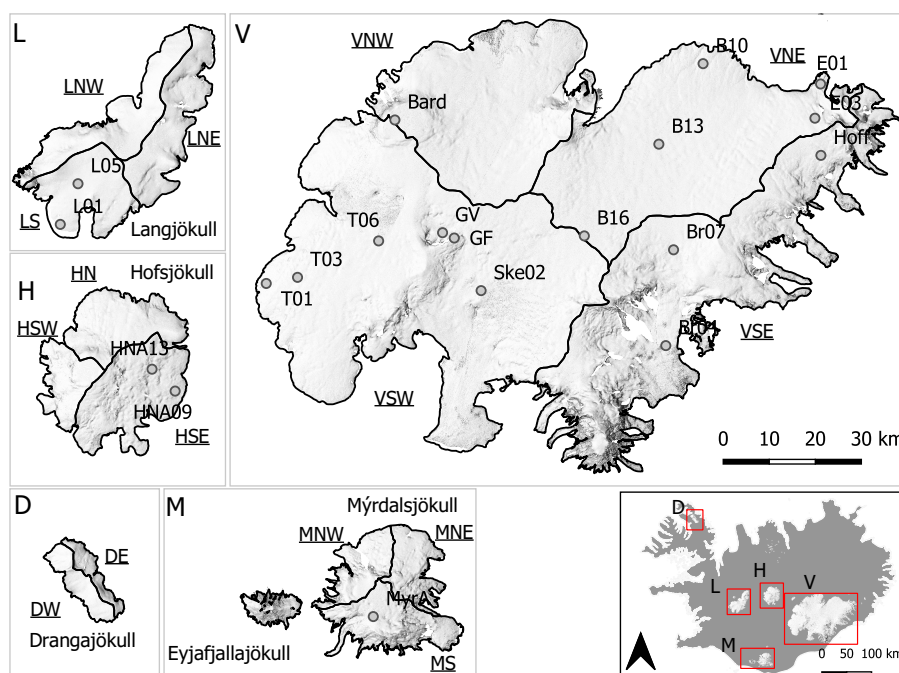 L
LNW
LNE
L05
L01
LS
Langjökull
V
VNW
Bard
B10
VNE
E01
E03
Hoff
B13
T06
GV
GF
B16
Br07
T03
T01
Ske02
Br04
VSE
VSW
0 10 20 30 km
H
HN
Hofsjökull
HSW
HNA13
HNA09
HSE
D
DE
DW
Drangajökull
M
Mýrdalsjökull
MNW
MNE
MyrA
Eyjafjallajökull
MS
D
L
H
V
M
0 50 100 km